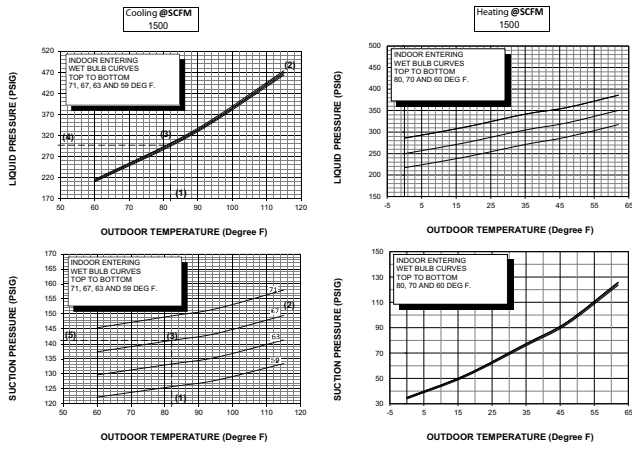 Cooling @SCFM
1500
Heating @SCFM
1500
LIQUID PRESSURE (PSIG)
520
470
420
370
320
270
220
170
INDOOR ENTERING
WET BULB CURVES
TOP TO BOTTOM
71, 67, 63 AND 59 DEG F.
(2)
(3)
(4)
(1)
50 60 70 80 90 100 110 120
OUTDOOR TEMPERATURE (Degree F)
LIQUID PRESSURE (PSIG)
500
450
400
350
300
250
200
150
INDOOR ENTERING
WET BULB CURVES
TOP TO BOTTOM
80, 70 AND 60 DEG F.
-5 5 15 25 35 45 55 65
OUTDOOR TEMPERATURE (Degree F)
SUCTION PRESSURE (PSIG)
170
165
160
155
150
145
140
135
130
125
120
INDOOR ENTERING
WET BULB CURVES
TOP TO BOTTOM
71, 67, 63 AND 59 DEG F.
71
67
(2)
(5)
(3)
63
59
(1)
50 60 70 80 90 100 110 120
OUTDOOR TEMPERATURE (Degree F)
SUCTION PRESSURE (PSIG)
150
130
110
90
70
50
30
INDOOR ENTERING
WET BULB CURVES
TOP TO BOTTOM
80, 70 AND 60 DEG F.
-5 5 15 25 35 45 55 65
OUTDOOR TEMPERATURE (Degree F)